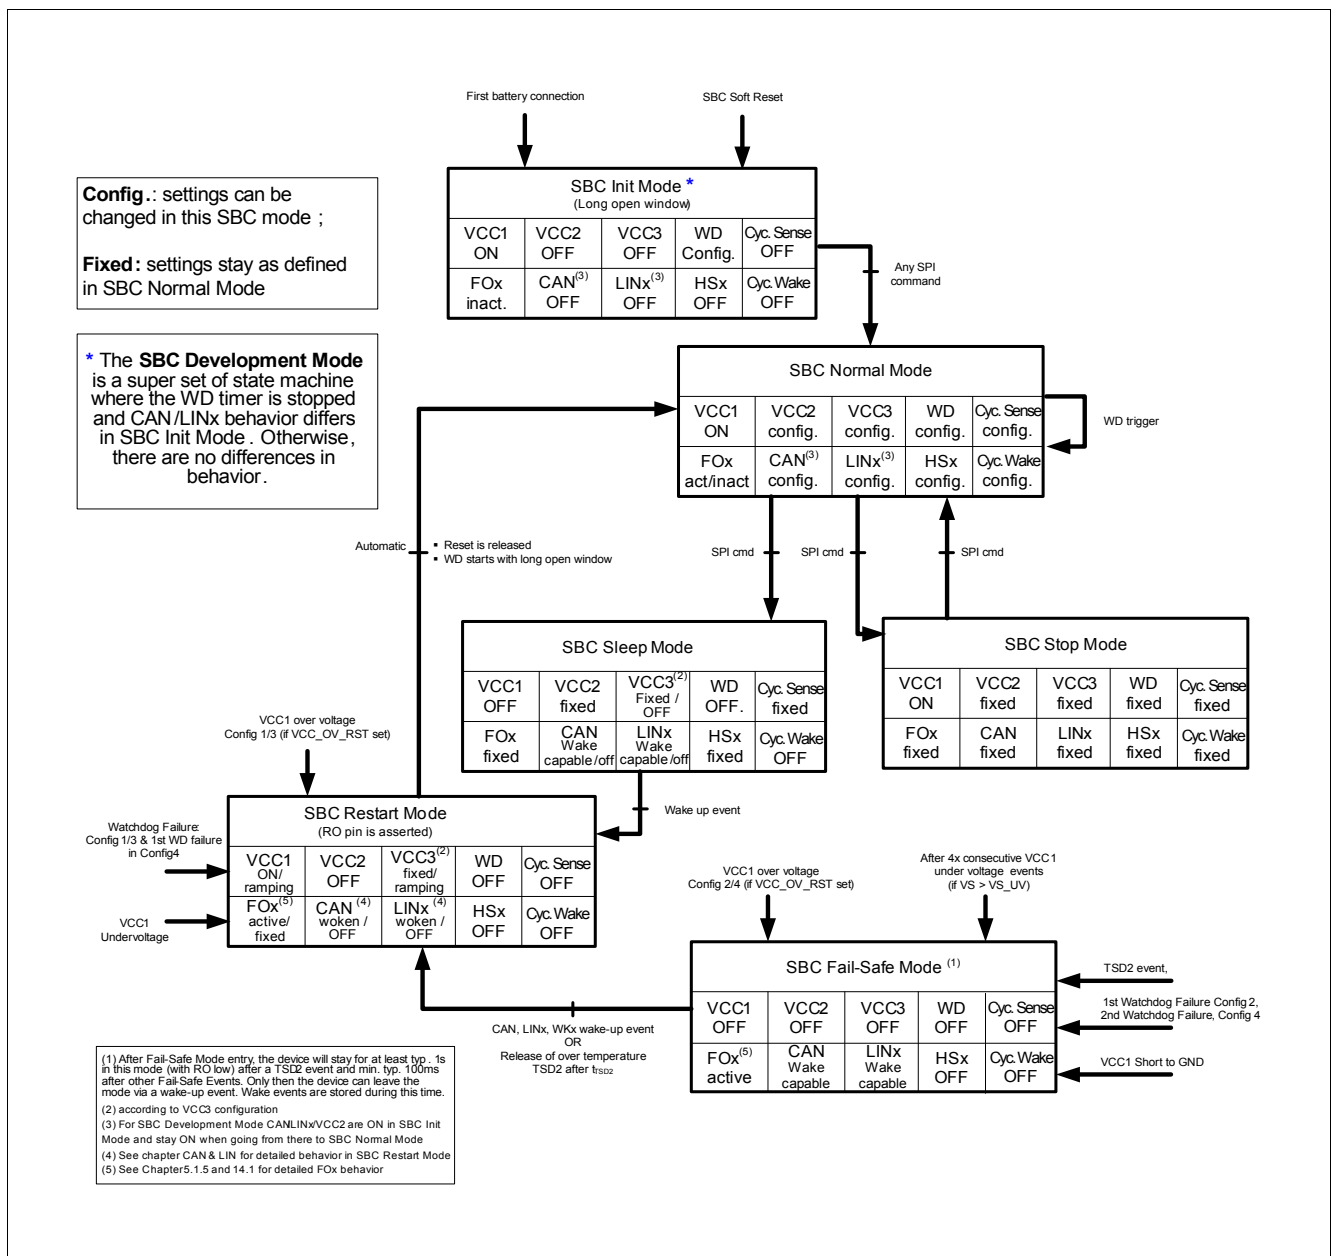 First battery connection
SBC Soft Reset
Config.: settings can be
changed in this SBC mode ;
Fixed: settings stay as defined
in SBC Normal Mode
* The SBC Development Mode
is a super set of state machine
where the WD timer is stopped
and CAN/LINx behavior differs
in SBC Init Mode . Otherwise,
there are no differences in
behavior.
SBC Init Mode *
(Long open window)
VCC1 VCC2 VCC3 WD Cyc. Sense
ON OFF OFF Config. OFF
FOx CAN(3) LINx(3) HSx Cyc. Wake
inact. OFF OFF OFF OFF
Any SPI
command
SBC Normal Mode
VCC1 VCC2 VCC3 WD Cyc. Sense
ON config. config. config. config.
FOx CAN(3) LINx(3) HSx Cyc. Wake
act/inact config. config. config. config.
WD trigger
Automatic
▪ Reset is released
▪ WD starts with long open window
SPI cmd
SPI cmd
SPI cmd
SBC Sleep Mode
VCC1 VCC2 VCC3(2) WD Cyc. Sense
OFF fixed Fixed / OFF. fixed
OFF
FOx CAN LINx HSx Cyc. Wake
fixed Wake Wake fixed OFF
capable /off capable /off
SBC Stop Mode
VCC1 VCC2 VCC3 WD Cyc. Sense
ON fixed fixed fixed fixed
FOx CAN LINx HSx Cyc. Wake
fixed fixed fixed fixed fixed
VCC1 over voltage
Config 1/3 (if VCC_OV_RST set)
Wake up event
Watchdog Failure:
Config 1/3 & 1st WD failure
in Config4
VCC1
Undervoltage
SBC Restart Mode
(RO pin is asserted)
VCC1 VCC2 VCC3(2) WD Cyc. Sense
ON/ OFF fixed/ OFF OFF
ramping ramping
FOx(5) CAN (4) LINx (4) HSx Cyc. Wake
active/ woken / woken / OFF OFF
fixed OFF OFF
VCC1 over voltage
Config 2/4 (if VCC_OV_RST set)
After 4x consecutive VCC1
under voltage events
(if VS > VS_UV)
SBC Fail-Safe Mode (1)
VCC1 VCC2 VCC3 WD Cyc. Sense
OFF OFF OFF OFF OFF
FOx(5) CAN LINx HSx Cyc. Wake
active Wake Wake OFF OFF
capable capable
TSD2 event,
1st Watchdog Failure Config 2,
2nd Watchdog Failure, Config 4
VCC1 Short to GND
CAN, LINx, WKx wake-up event
OR
Release of over temperature
TSD2 after tTSD2
(1) After Fail-Safe Mode entry, the device will stay for at least typ . 1s
in this mode (with RO low) after a TSD2 event and min. typ. 100ms
after other Fail-Safe Events. Only then the device can leave the
mode via a wake-up event. Wake events are stored during this time.
(2) according to VCC3 configuration
(3) For SBC Development Mode CAN/LINx/VCC2 are ON in SBC Init
Mode and stay ON when going from there to SBC Normal Mode
(4) See chapter CAN & LIN for detailed behavior in SBC Restart Mode
(5) See Chapter 5.1.5 and 14.1 for detailed FOx behavior